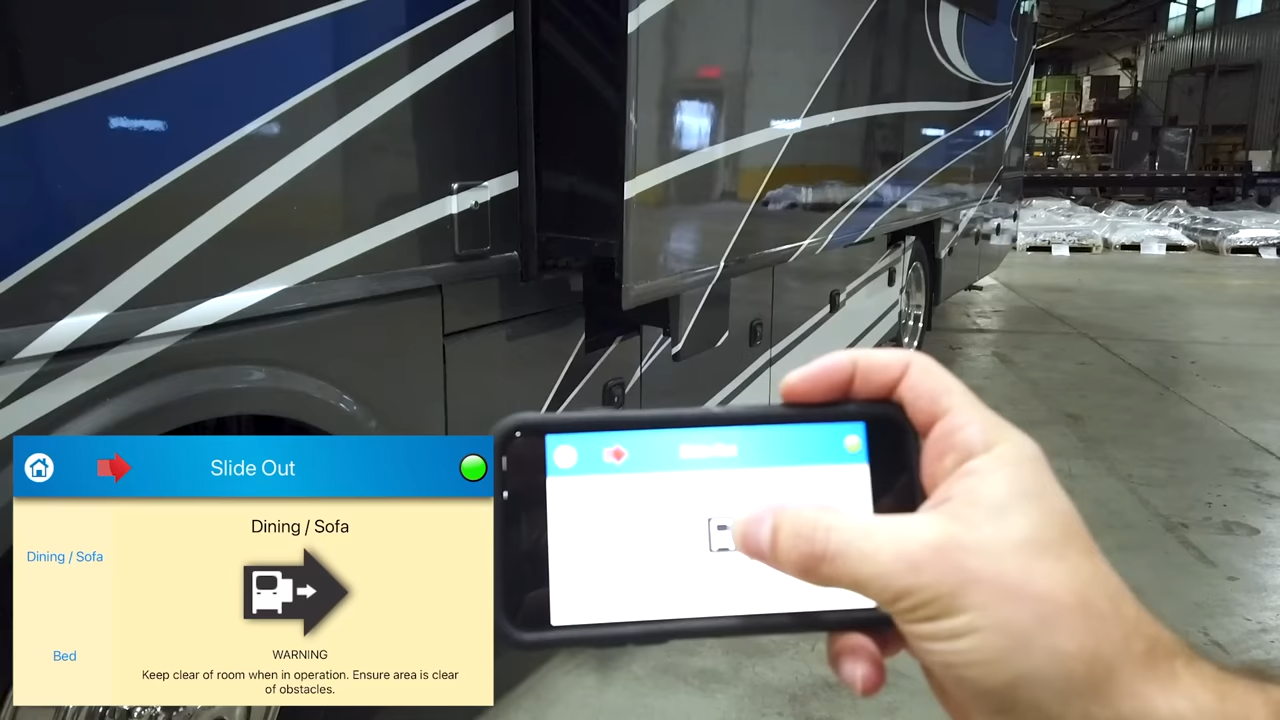 Slide Out
Dining / Sofa
Dining / Sofa
Bed
WARNING
Keep clear of room when in operation. Ensure area is clear
of obstacles.